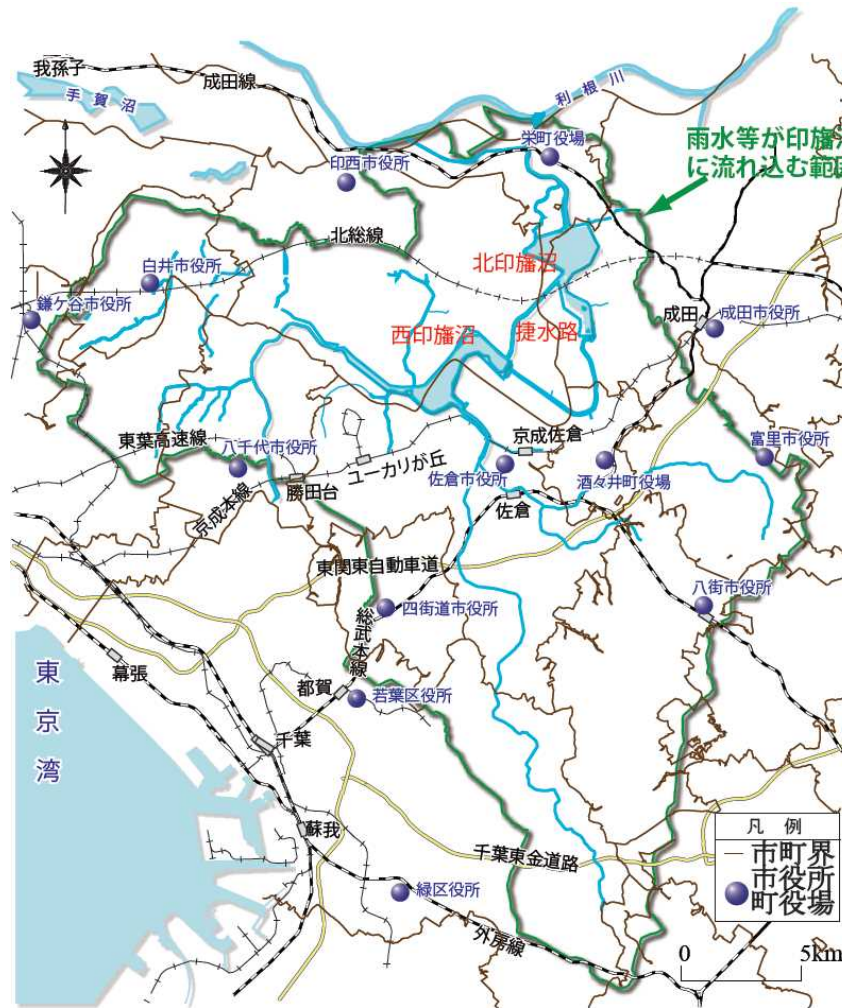 我孫子
成田線
手賀沼
利根川
栄町役場
雨水等が印旛沼
に流れ込む範囲
印西市役所
北総線
白井市役所
北印旛沼
鎌ケ谷市役所
西印旛沼
捷水路
成田
成田市役所
東葉高速線
八千代市役所
京成佐倉
富里市役所
ユーカリが丘
佐倉市役所
酒々井町役場
勝田台
京成本線
佐倉
東関東自動車道
四街道市役所
八街市役所
総武本線
東京湾
幕張
都賀
若葉区役所
千葉
蘇我
千葉東金道路
緑区役所
外房線
凡 例
市町界
市役所
町役場
0 5km